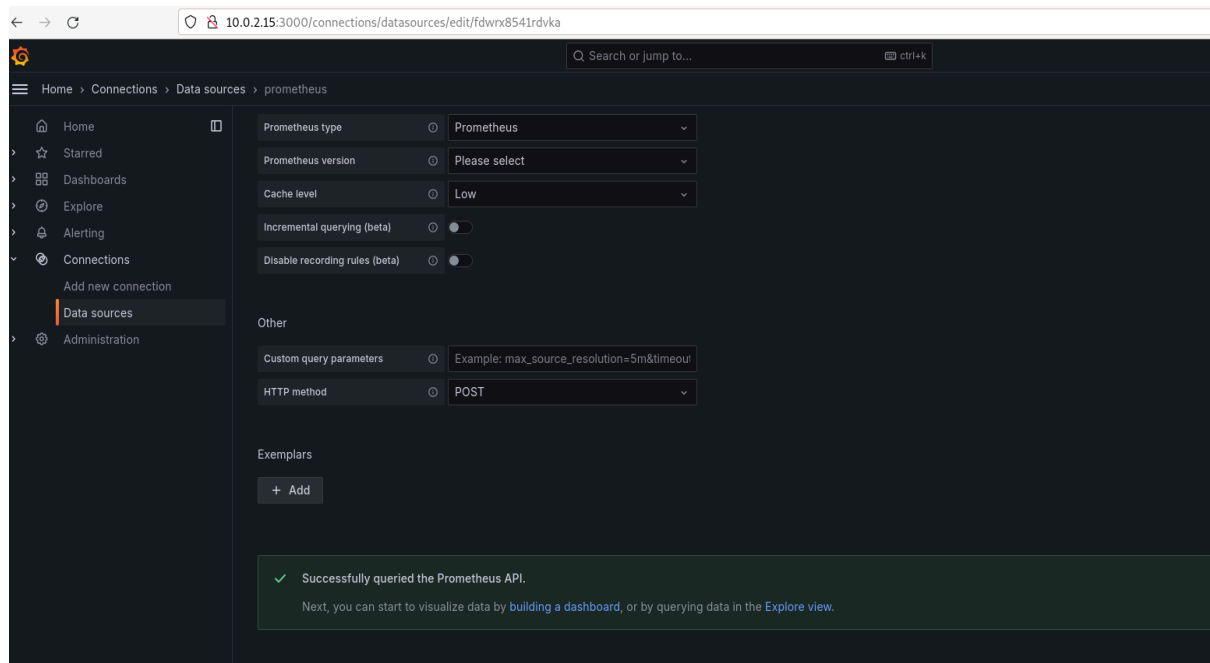 10.0.2.15:3000/connections/datasources/edit/fdwrx8541rdvka
Search or jump to... ctrl+k
Home > Connections > Data sources > prometheus
Home
Starred
Dashboards
Explore
Alerting
Connections
Add new connection
Data sources
Administration
Prometheus type Prometheus
Prometheus version Please select
Cache level Low
Incremental querying (beta)
Disable recording rules (beta)
Other
Custom query parameters Example: max_source_resolution=5m&timeout
HTTP method POST
Exemplars
+ Add
Successfully queried the Prometheus API.
Next, you can start to visualize data by building a dashboard, or by querying data in the Explore view.